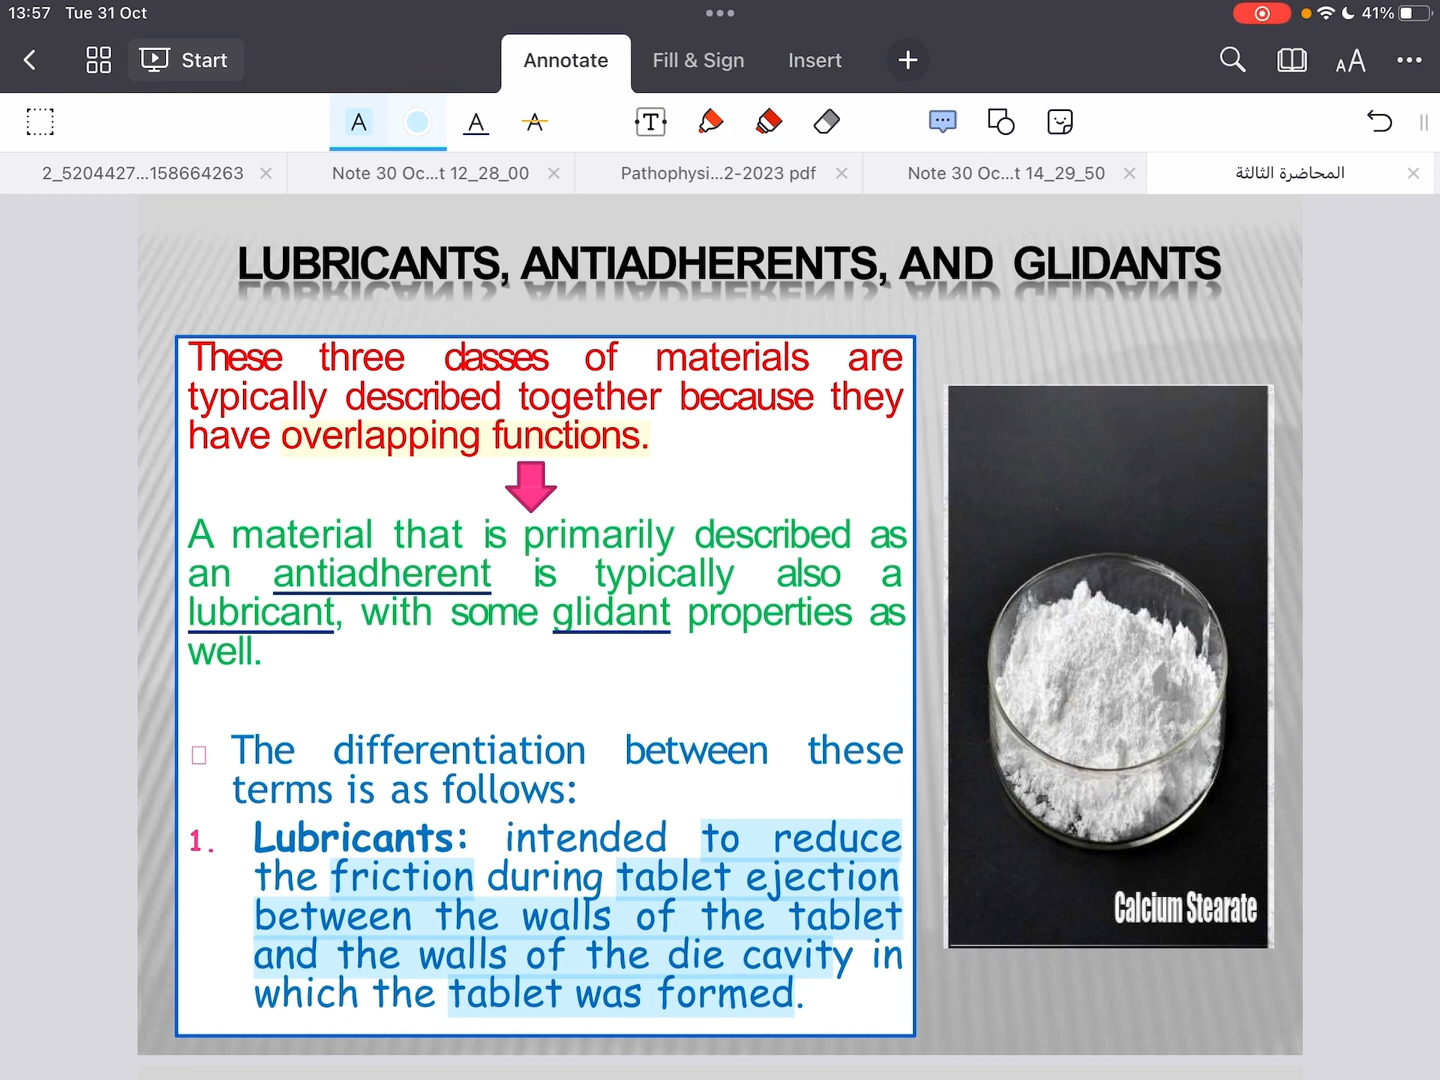 13:57 Tue 31 Oct
41%
Start
Annotate
Fill & Sign
Insert
A A A T
2_5204427...158664263
Note 30 Oc...t 12_28_00
Pathophysi...2-2023 pdf
Note 30 Oc...t 14_29_50
المحاضرة الثالثة
LUBRICANTS, ANTIADHERENTS, AND GLIDANTS
These three classes of materials are
typically described together because they
have overlapping functions.
A material that is primarily described as
an antiadherent is typically also a
lubricant, with some glidant properties as
well.
The differentiation between these
terms is as follows:
1. Lubricants: intended to reduce
the friction during tablet ejection
between the walls of the tablet
and the walls of the die cavity in
which the tablet was formed.
Calcium Stearate